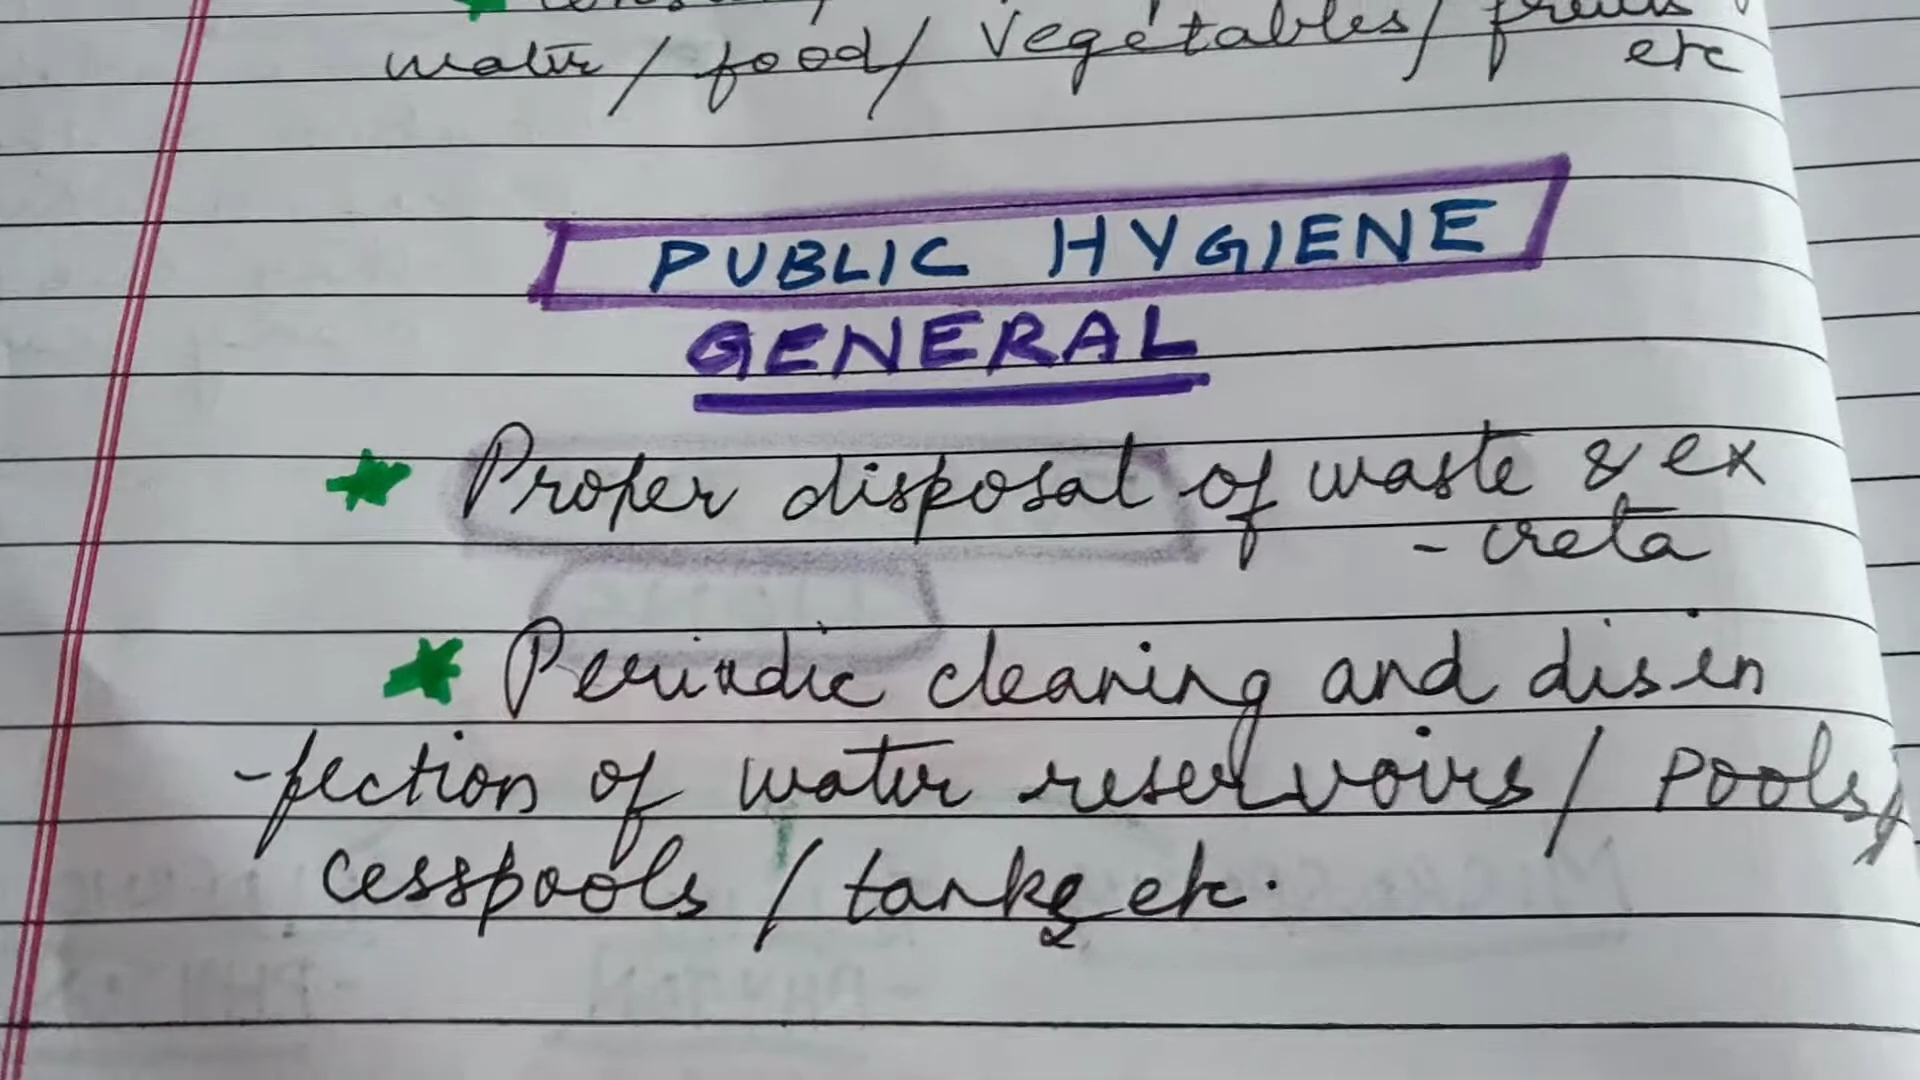 water / food / Vegetables / fruits
etc
PUBLIC HYGIENE
GENERAL
Proper disposal of waste & ex
- creta
Periodic cleaning and disin
-fection of water reservoirs / pools/
cesspools / tanks etc.